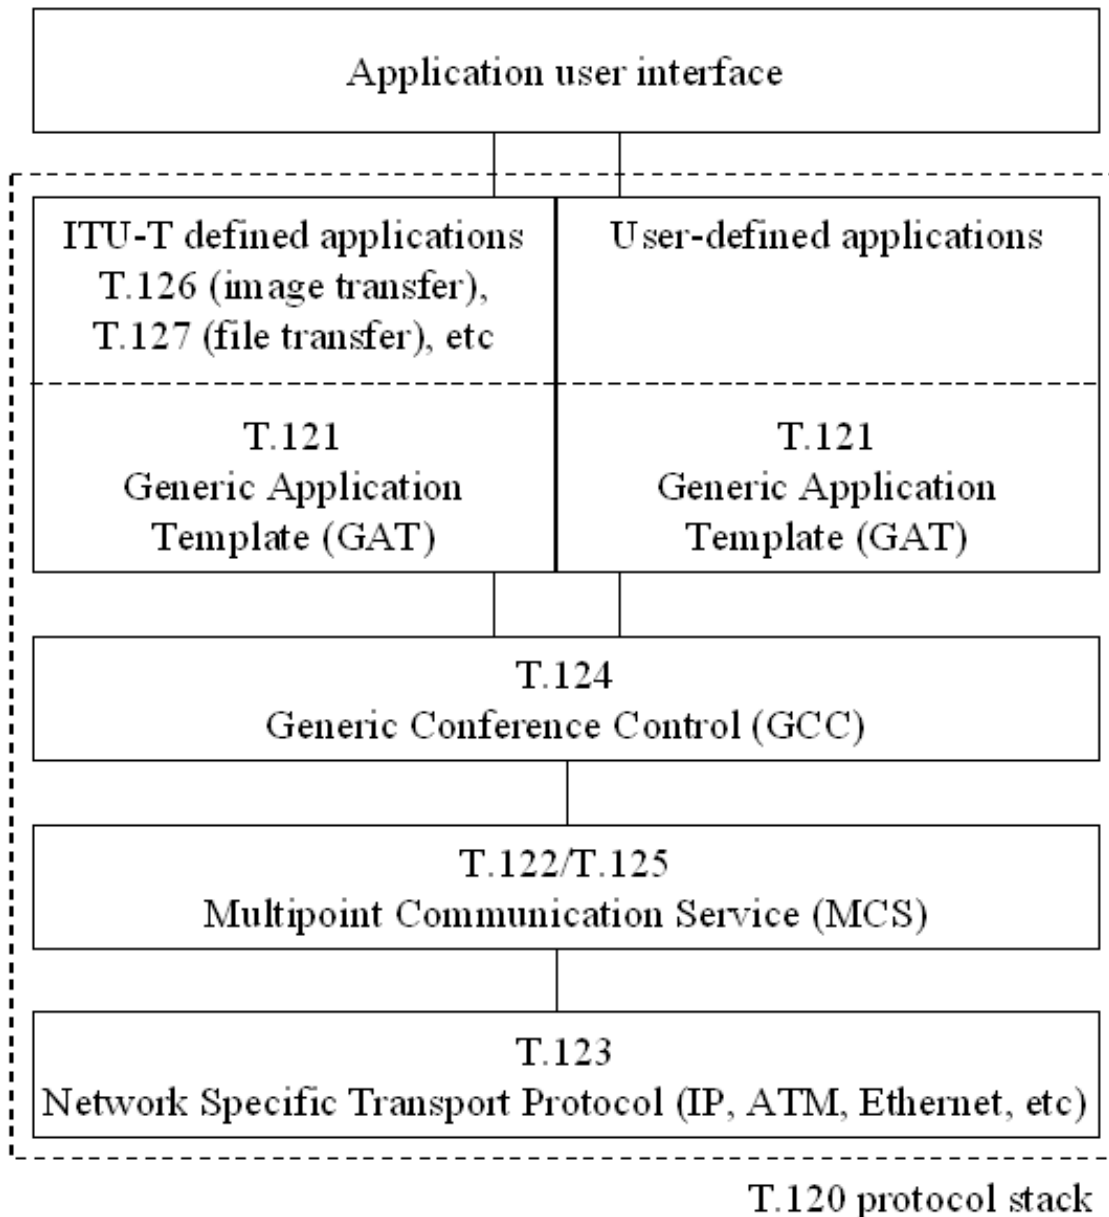 Application user interface
ITU-T defined applications
T.126 (image transfer),
T.127 (file transfer), etc
User-defined applications
T.121
Generic Application
Template (GAT)
T.121
Generic Application
Template (GAT)
T.124
Generic Conference Control (GCC)
T.122/T.125
Multipoint Communication Service (MCS)
T.123
Network Specific Transport Protocol (IP, ATM, Ethernet, etc)
T.120 protocol stack